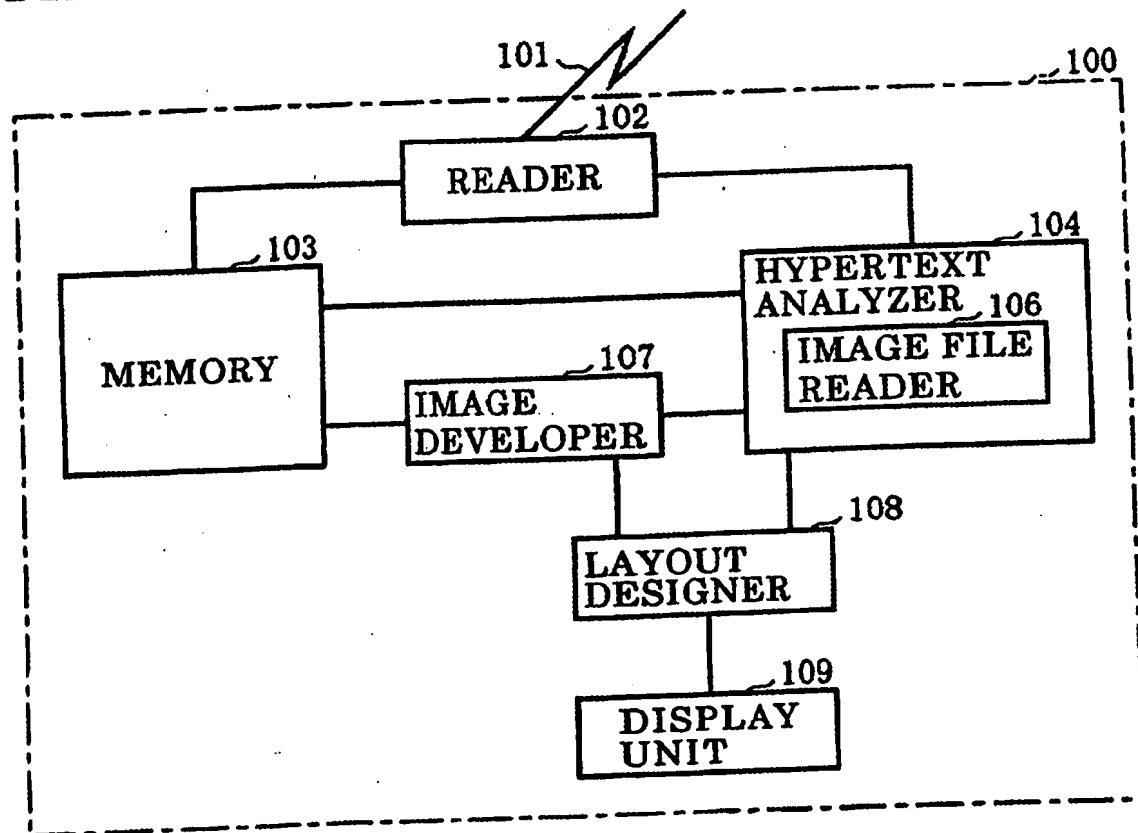 101
100
102
READER
103
104
MEMORY
HYPERTEXT
ANALYZER
106
IMAGE FILE
READER
107
IMAGE
DEVELOPER
108
LAYOUT
DESIGNER
109
DISPLAY
UNIT